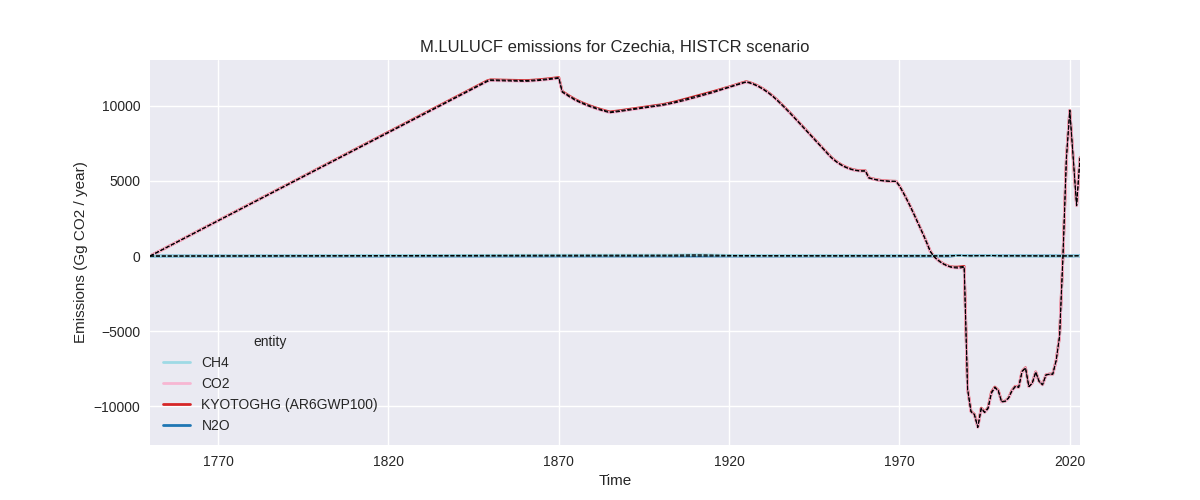 M.LULUCF emissions for Czechia, HISTCR scenario
Emissions (Gg CO2 / year)
10000
5000
0
−5000
−10000
entity
CH4
CO2
KYOTOGHG (AR6GWP100)
N2O
1770 1820 1870 1920 1970 2020
Time